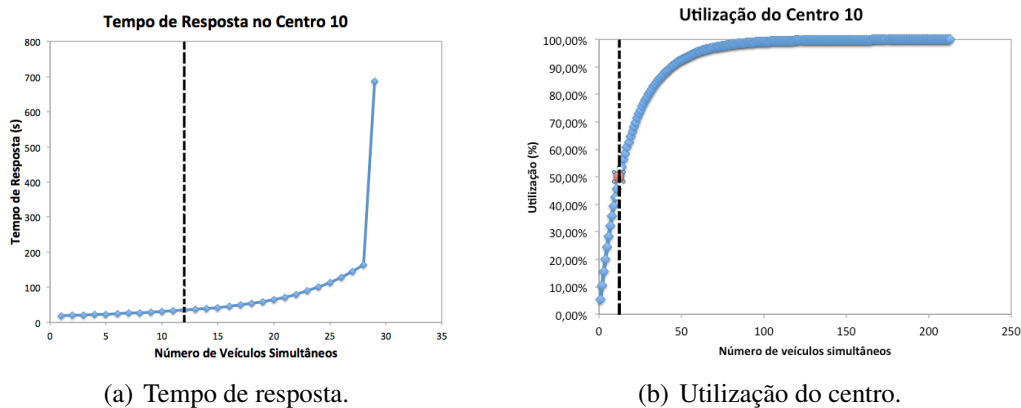 Tempo de Resposta no Centro 10
Tempo de Resposta (s)
800
700
600
500
400
300
200
100
0
0 5 10 15 20 25 30 35
Número de Veículos Simultâneos
(a) Tempo de resposta.
Utilização do Centro 10
Utilização (%)
100,00%
90,00%
80,00%
70,00%
60,00%
50,00%
40,00%
30,00%
20,00%
10,00%
0,00%
0 50 100 150 200 250
Número de veículos simultâneos
(b) Utilização do centro.